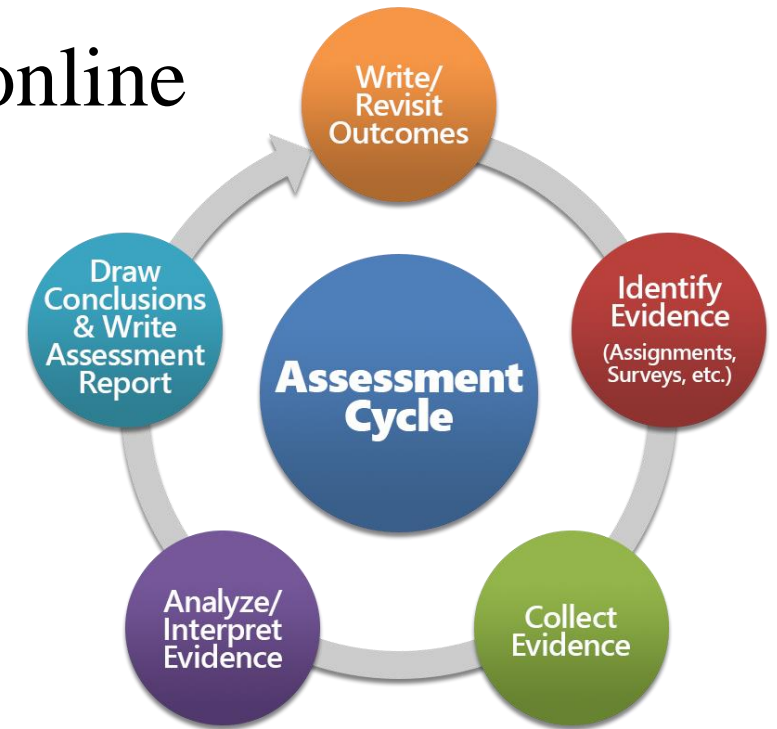 online
Write/
Revisit
Outcomes
Identify
Evidence
(Assignments,
Surveys, etc.)
Collect
Evidence
Analyze/
Interpret
Evidence
Draw
Conclusions
& Write
Assessment
Report
Assessment
Cycle